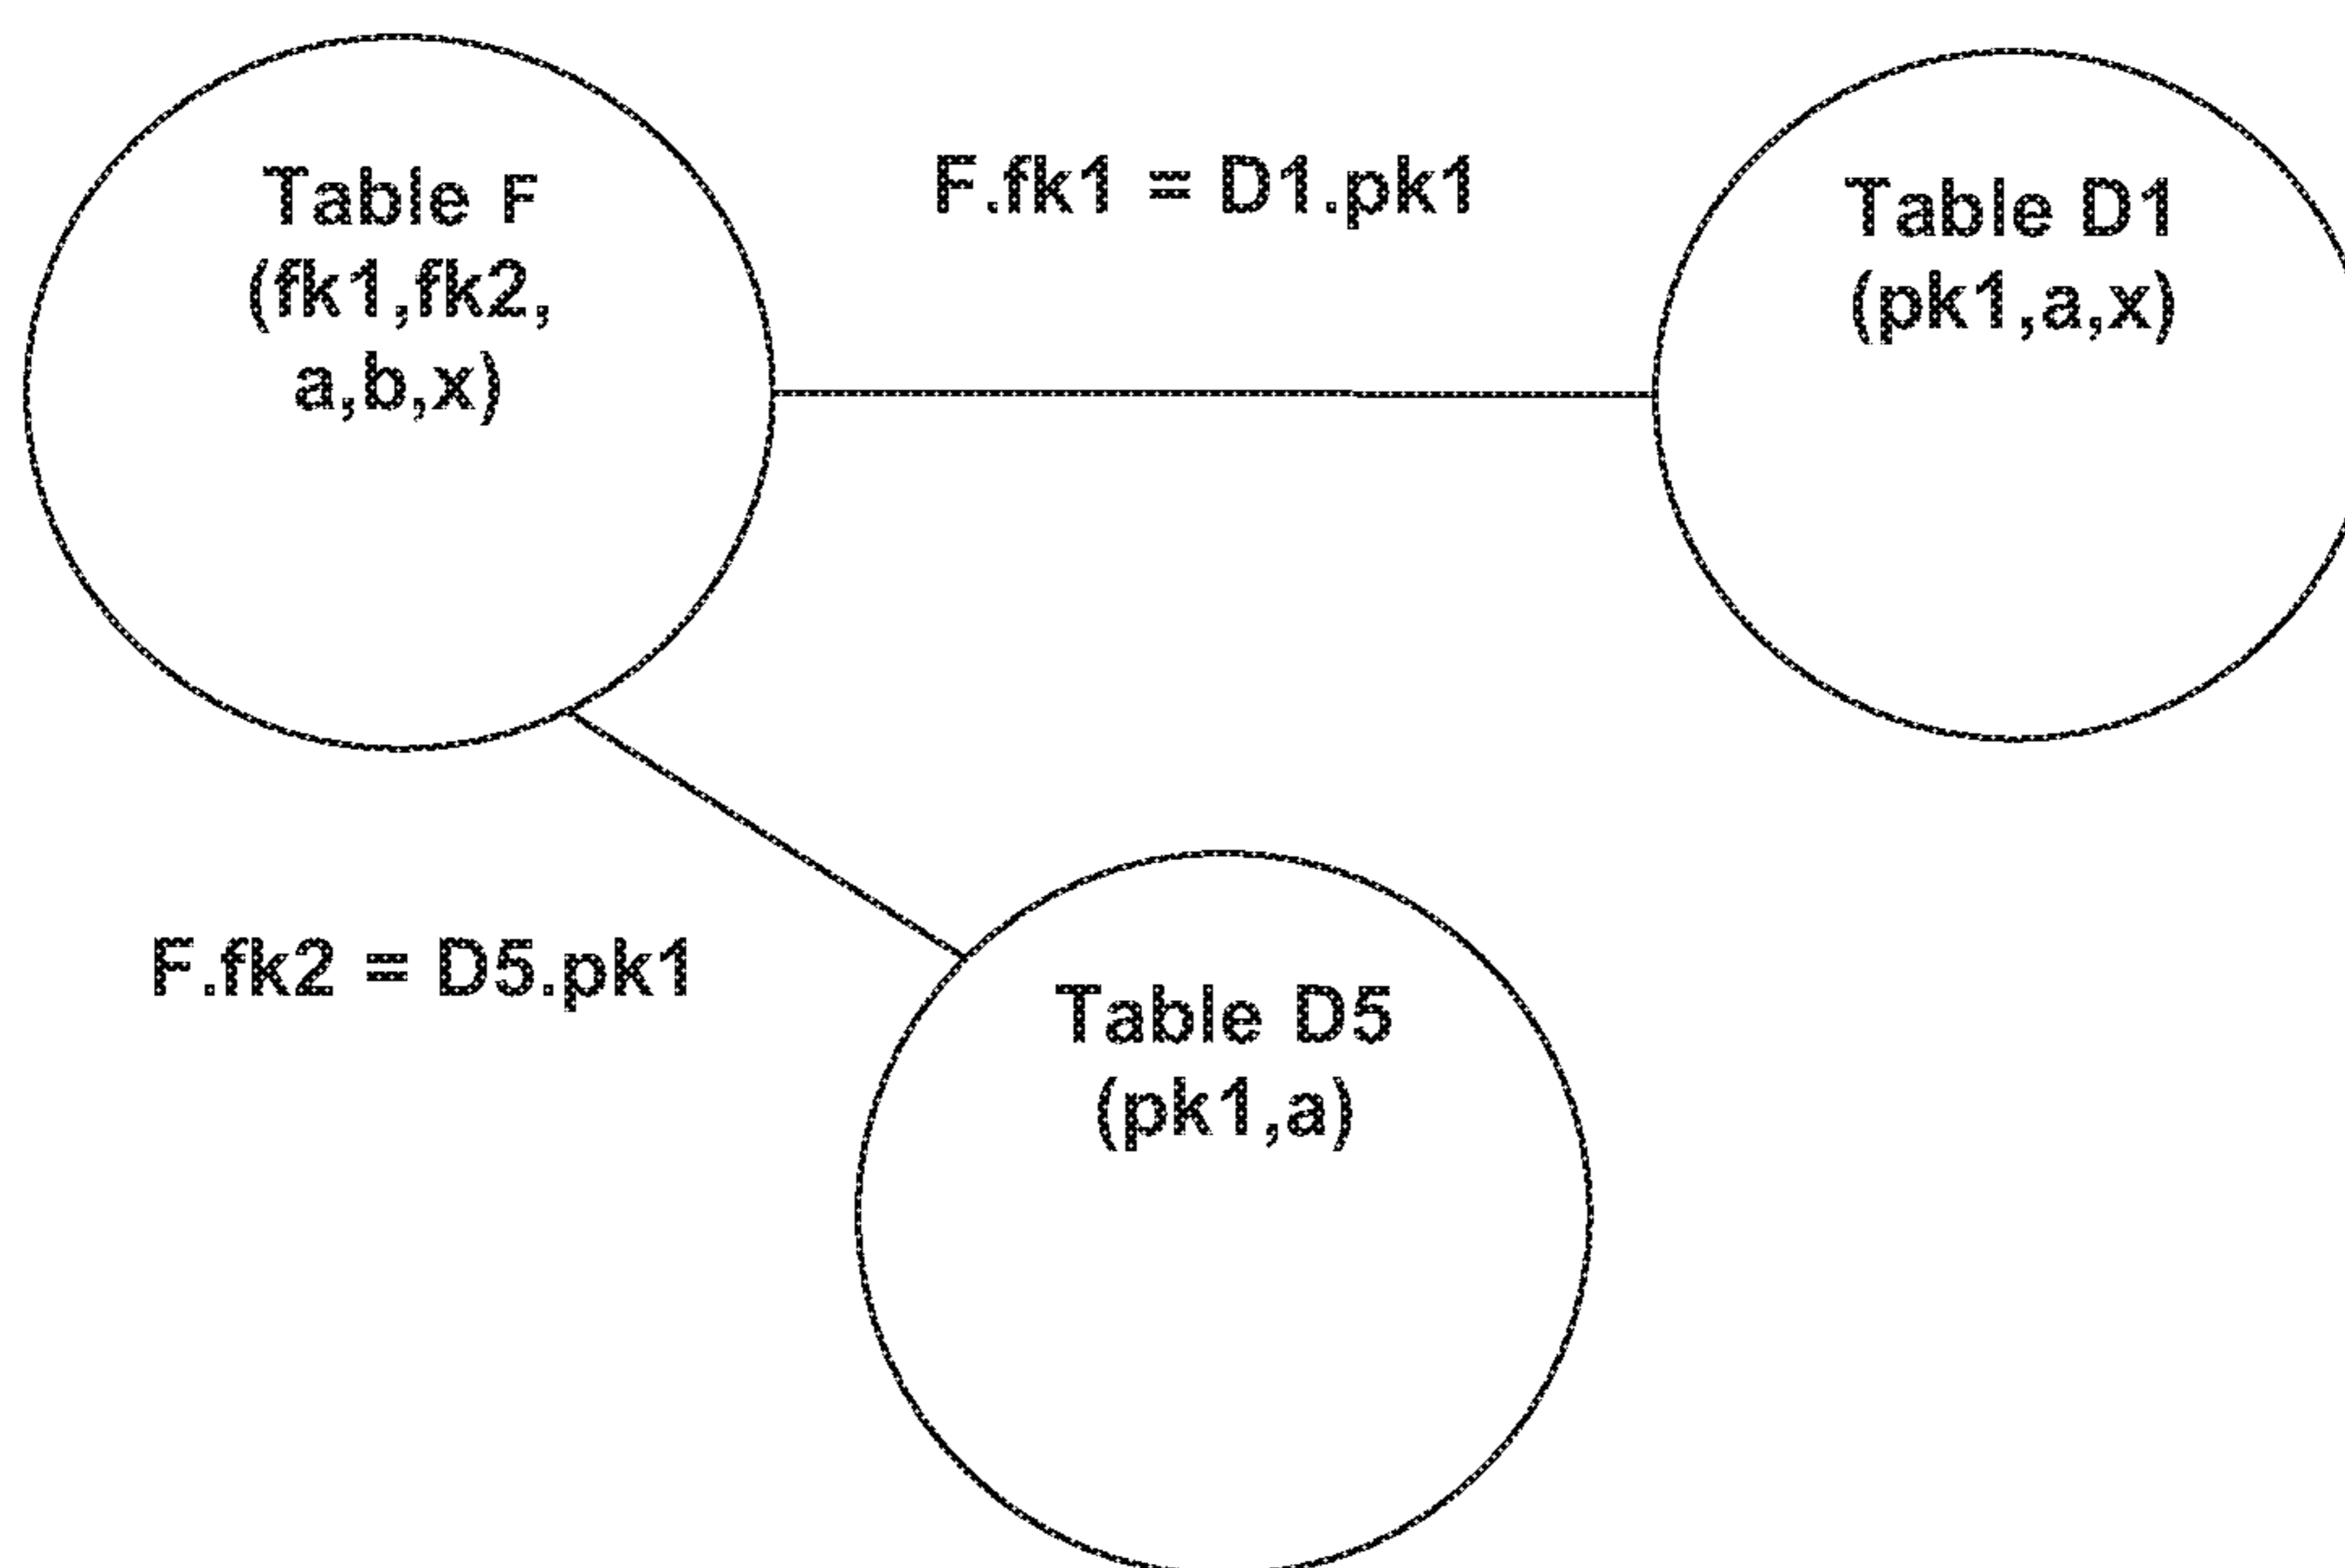 Table F
(fk1,fk2,
a,b,x)
F.fk1 = D1.pk1
Table D1
(pk1,a,x)
F.fk2 = D5.pk1
Table D5
(pk1,a)